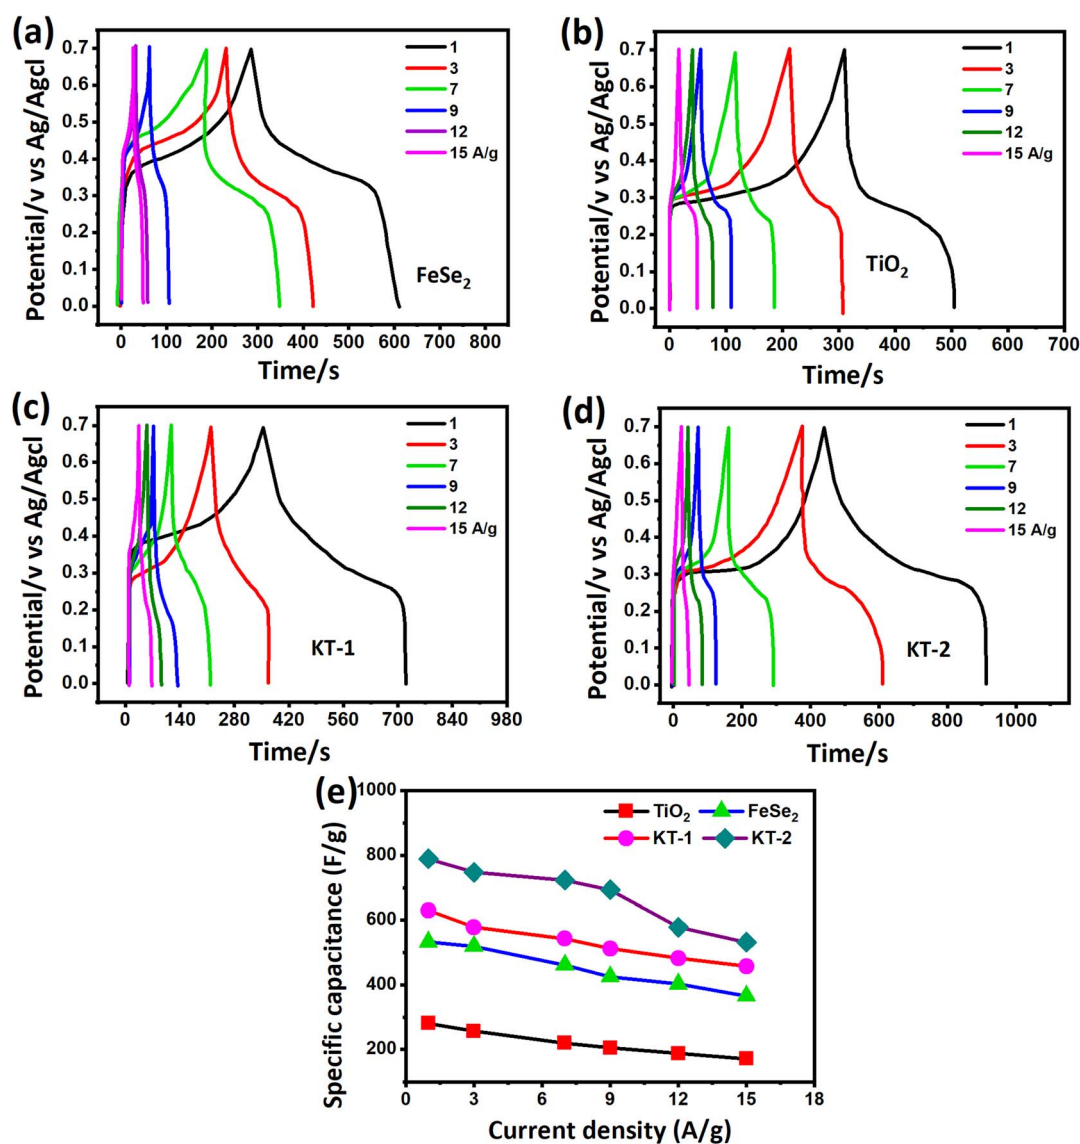 (a)
Potential/v vs Ag/Agcl
0.7
0.6
0.5
0.4
0.3
0.2
0.1
0.0
1
3
7
9
12
15 A/g
FeSe2
0 100 200 300 400 500 600 700 800
Time/s
(b)
Potential/v vs Ag/Agcl
0.7
0.6
0.5
0.4
0.3
0.2
0.1
0.0
1
3
7
9
12
15 A/g
TiO2
0 100 200 300 400 500 600 700
Time/s
(c)
Potential/v vs Ag/Agcl
0.7
0.6
0.5
0.4
0.3
0.2
0.1
0.0
1
3
7
9
12
15 A/g
KT-1
0 140 280 420 560 700 840 980
Time/s
(d)
Potential/v vs Ag/Agcl
0.7
0.6
0.5
0.4
0.3
0.2
0.1
0.0
1
3
7
9
12
15 A/g
KT-2
0 200 400 600 800 1000
Time/s
(e)
Specific capacitance (F/g)
1000
800
600
400
200
TiO2 FeSe2
KT-1 KT-2
0 3 6 9 12 15 18
Current density (A/g)